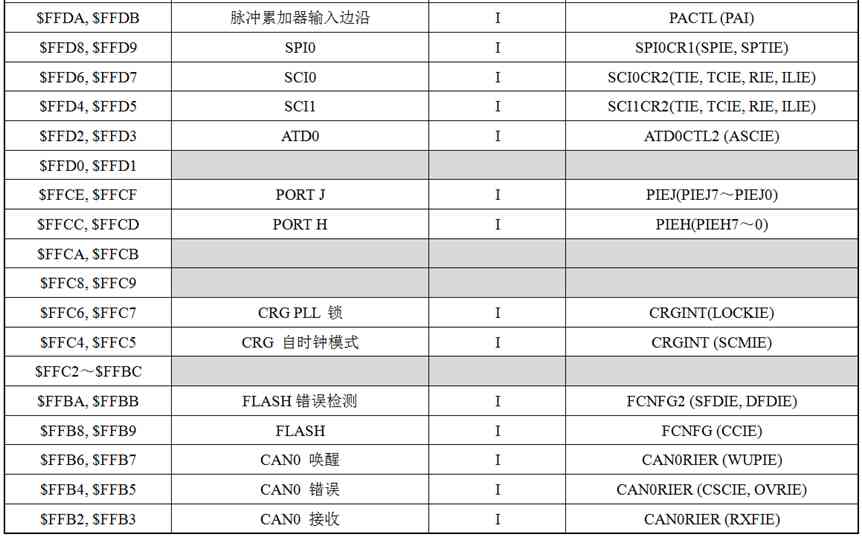 $FFDA, $FFDB 脉冲累加器输入边沿 I PACTL (PAI)
$FFD8, $FFD9 SPI0 I SPI0CR1(SPIE, SPTIE)
$FFD6, $FFD7 SCI0 I SCI0CR2(TIE, TCIE, RIE, ILIE)
$FFD4, $FFD5 SCI1 I SCI1CR2(TIE, TCIE, RIE, ILIE)
$FFD2, $FFD3 ATD0 I ATD0CTL2 (ASCIE)
$FFD0, $FFD1
$FFCE, $FFCF PORT J I PIEJ(PIEJ7～PIEJ0)
$FFCC, $FFCD PORT H I PIEH(PIEH7～0)
$FFCA, $FFCB
$FFC8, $FFC9
$FFC6, $FFC7 CRG PLL 锁 I CRGINT(LOCKIE)
$FFC4, $FFC5 CRG 自时钟模式 I CRGINT (SCMIE)
$FFC2～$FFBC
$FFBA, $FFBB FLASH 错误检测 I FCNFG2 (SFDIE, DFDIE)
$FFB8, $FFB9 FLASH I FCNFG (CCIE)
$FFB6, $FFB7 CAN0 唤醒 I CAN0RIER (WUPIE)
$FFB4, $FFB5 CAN0 错误 I CAN0RIER (CSCIE, OVRIE)
$FFB2, $FFB3 CAN0 接收 I CAN0RIER (RXFIE)